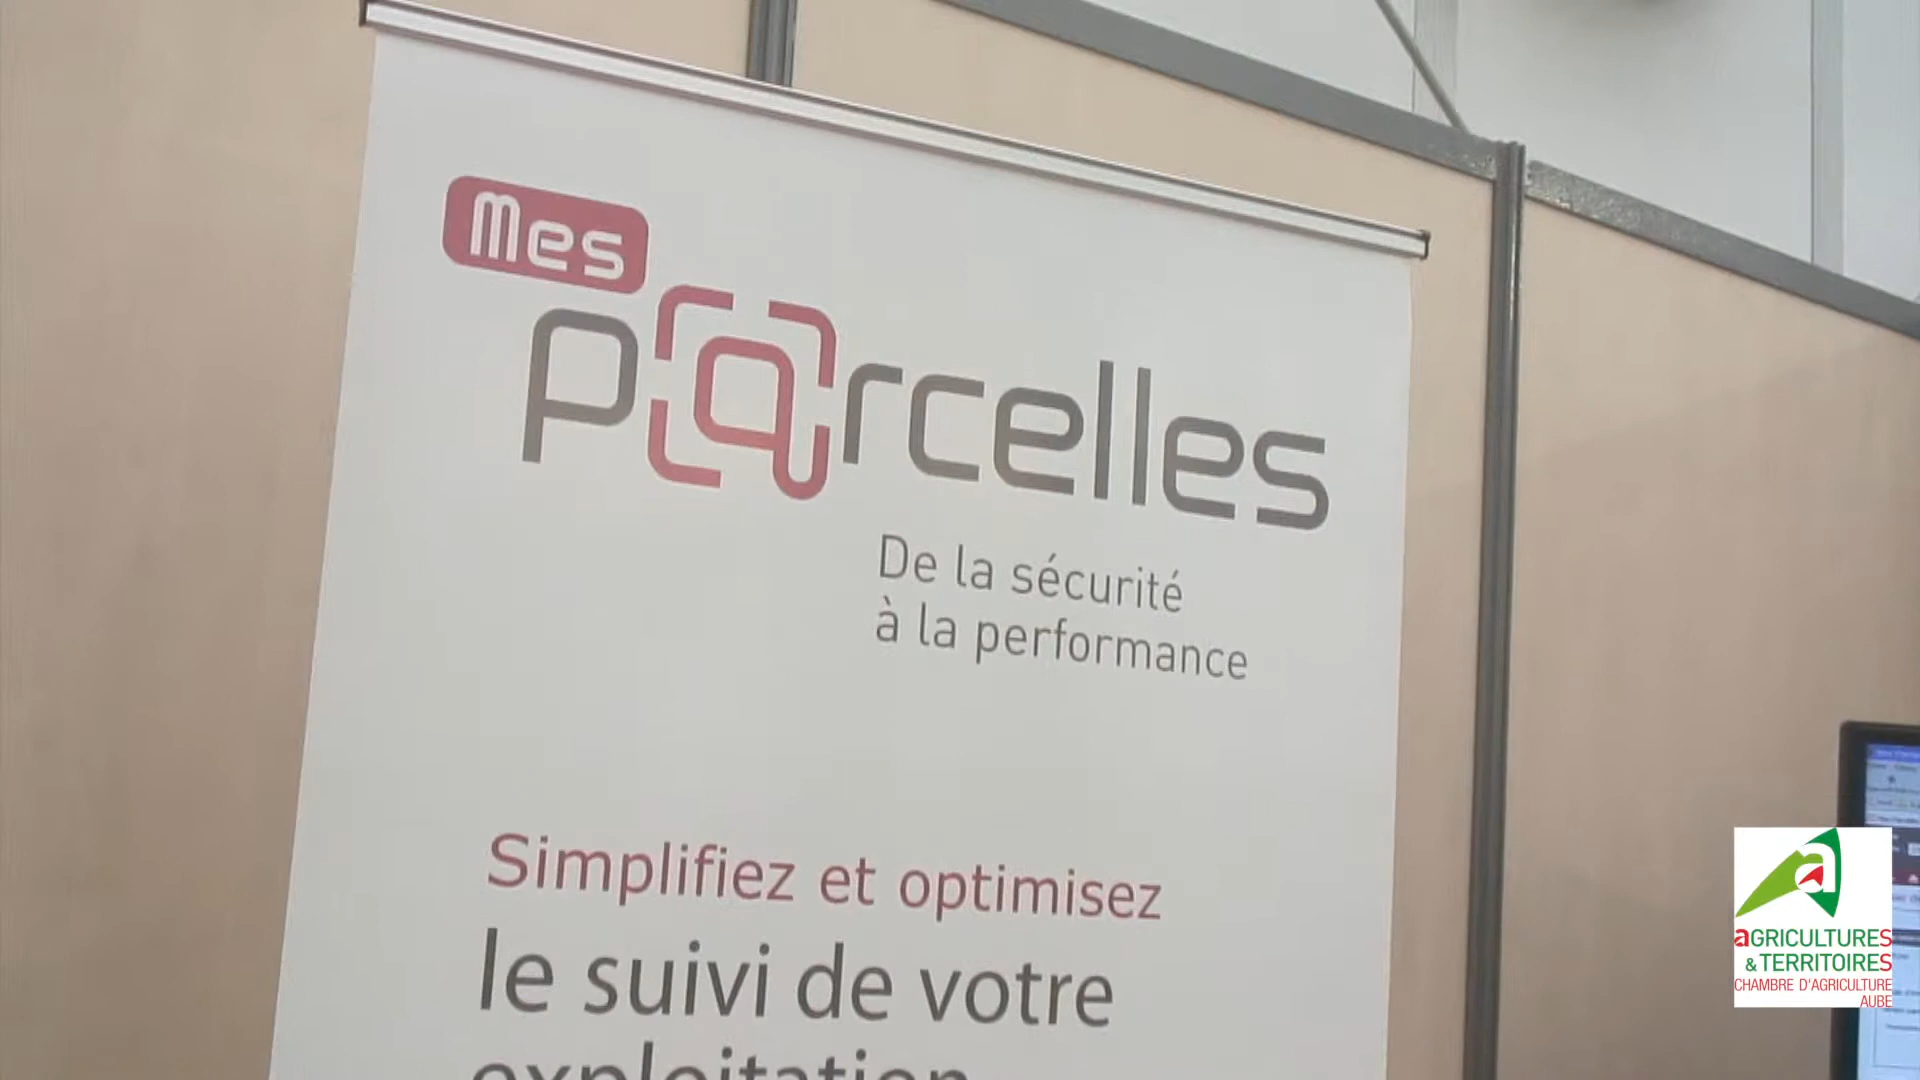 Mes
parcelles
De la sécurité
à la performance
Simplifiez et optimisez
le suivi de votre
exploitation
aGRICULTURES
& TERRITOIRES
CHAMBRE D'AGRICULTURE
AUBE